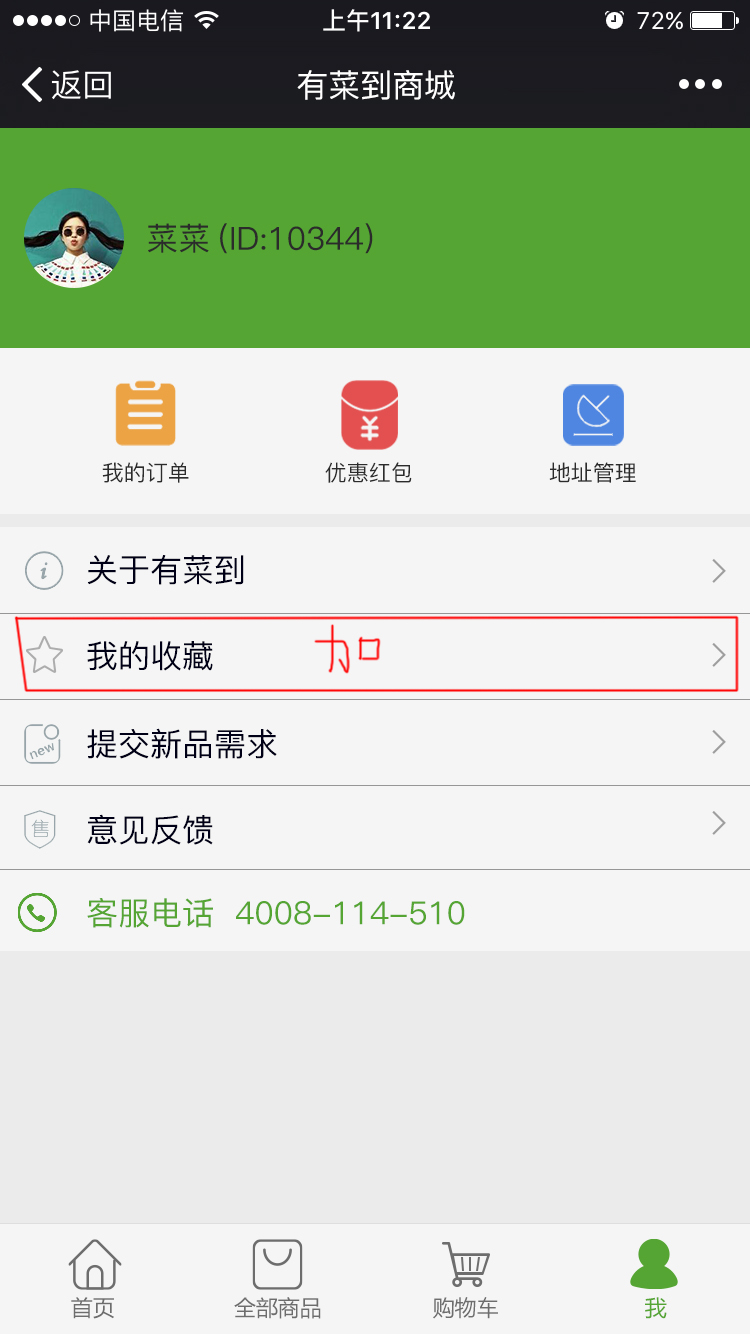 中国电信 上午11:22 72%
返回 有菜到商城
菜菜 (ID:10344)
¥
我的订单 优惠红包 地址管理
i 关于有菜到
我的收藏 加
new 提交新品需求
售 意见反馈
客服电话 4008-114-510
首页 全部商品 购物车 我